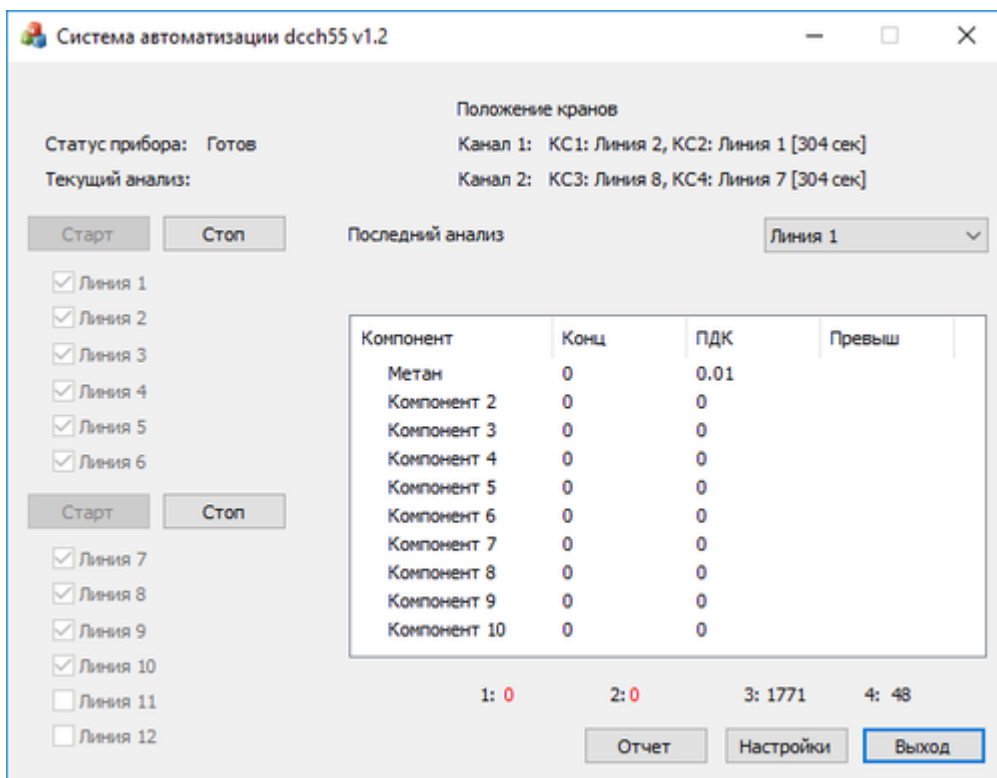 Система автоматизации dcch55 v1.2
Положение кранов
Статус прибора: Готов
Канал 1: КС1: Линия 2, КС2: Линия 1 [304 сек]
Текущий анализ:
Канал 2: КС3: Линия 8, КС4: Линия 7 [304 сек]
Старт Стоп
Последний анализ
Линия 1
Линия 1
Линия 2
Линия 3
Линия 4
Линия 5
Линия 6
Старт Стоп
Линия 7
Линия 8
Линия 9
Линия 10
Линия 11
Линия 12
Компонент Конц ПДК Превыш
Метан 0 0.01
Компонент 2 0 0
Компонент 3 0 0
Компонент 4 0 0
Компонент 5 0 0
Компонент 6 0 0
Компонент 7 0 0
Компонент 8 0 0
Компонент 9 0 0
Компонент 10 0 0
1: 0 2: 0 3: 1771 4: 48
Отчет Настройки Выход